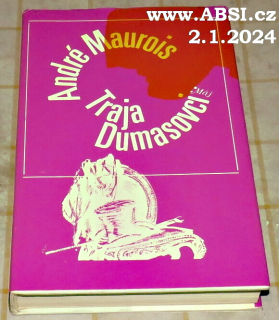 www.ABSI.cz
2.1.2024
André Maurois
Traja
Dumasovci